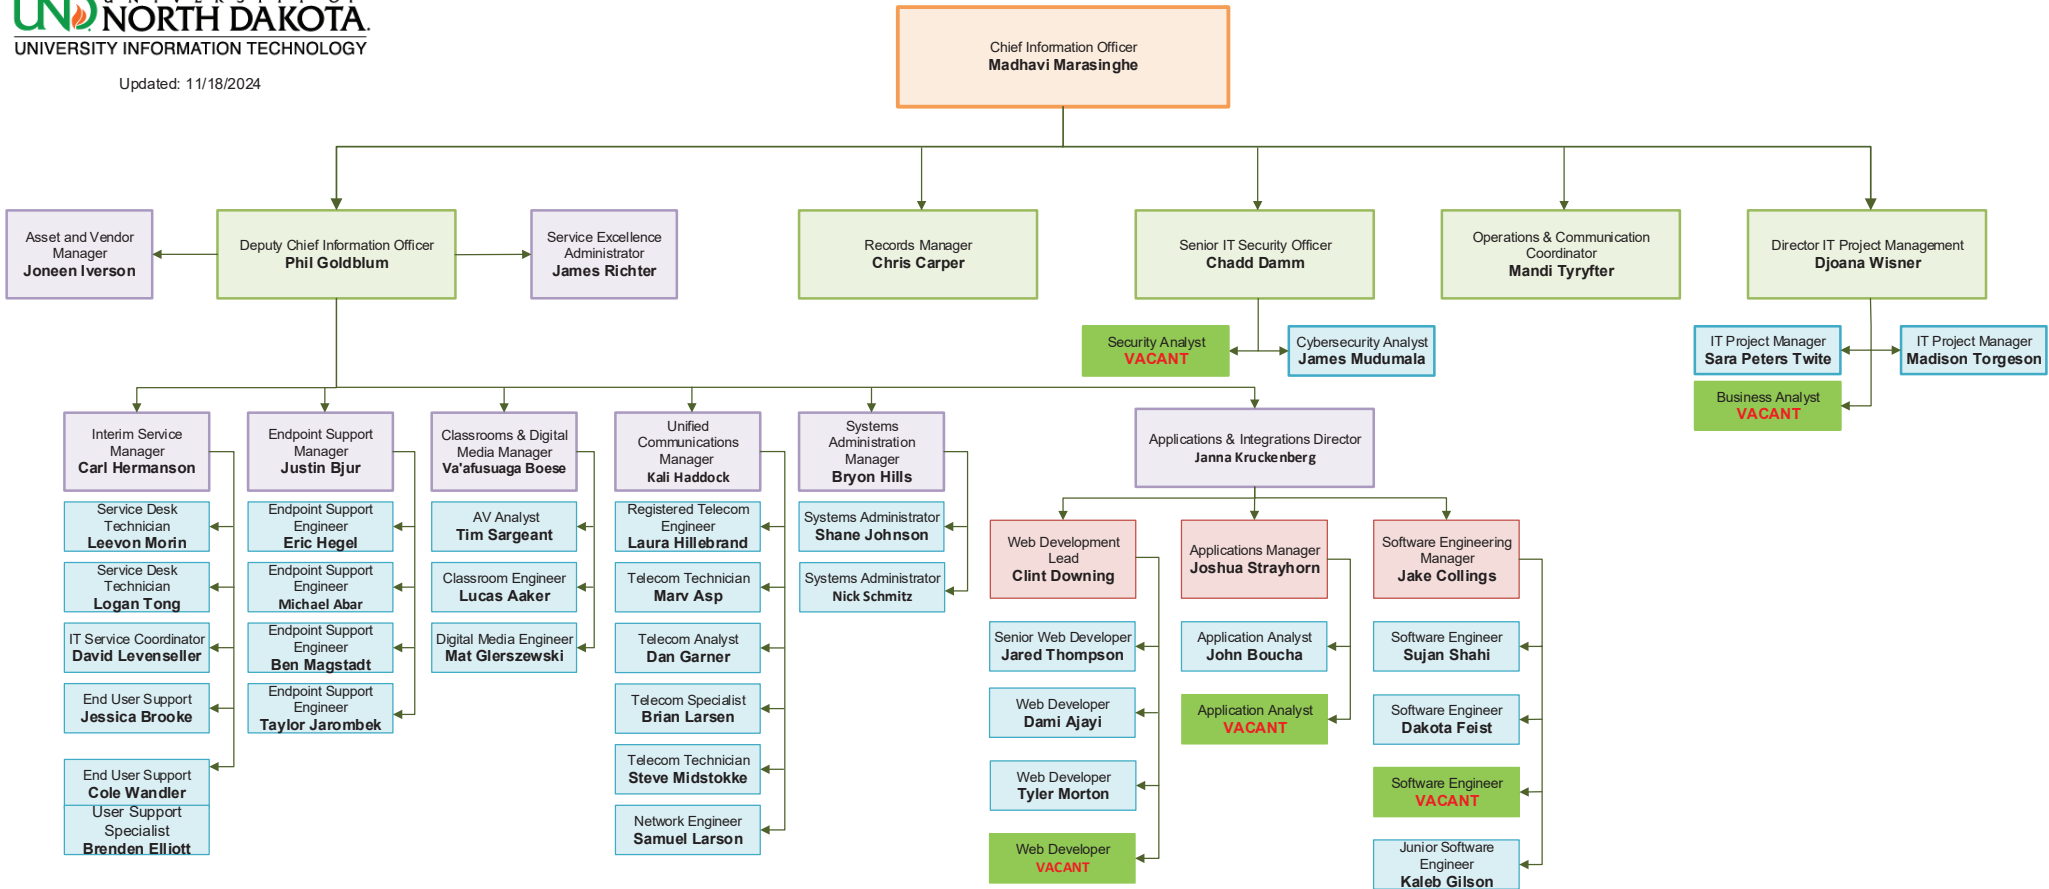 UNIVERSITY OF
UND NORTH DAKOTA.
UNIVERSITY INFORMATION TECHNOLOGY
Updated: 11/18/2024
Chief Information Officer
Madhavi Marasinghe
Asset and Vendor
Manager
Joneen Iverson
Deputy Chief Information Officer
Phil Goldblum
Service Excellence
Administrator
James Richter
Records Manager
Chris Carper
Senior IT Security Officer
Chadd Damm
Operations & Communication
Coordinator
Mandi Tyryfter
Director IT Project Management
Djoana Wisner
Security Analyst
VACANT
Cybersecurity Analyst
James Mudumala
IT Project Manager
Sara Peters Twite
IT Project Manager
Madison Torgeson
Business Analyst
VACANT
Interim Service
Manager
Carl Hermanson
Service Desk
Technician
Leevon Morin
Service Desk
Technician
Logan Tong
IT Service Coordinator
David Levenseller
End User Support
Jessica Brooke
End User Support
Cole Wandler
User Support
Specialist
Brenden Elliott
Endpoint Support
Manager
Justin Bjur
Endpoint Support
Engineer
Eric Hegel
Endpoint Support
Engineer
Michael Abar
Endpoint Support
Engineer
Ben Magstadt
Endpoint Support
Engineer
Taylor Jarombek
Classrooms & Digital
Media Manager
Va'afusuaga Boese
AV Analyst
Tim Sargeant
Classroom Engineer
Lucas Aaker
Digital Media Engineer
Mat Glerszewski
Unified
Communications
Manager
Kali Haddock
Registered Telecom
Engineer
Laura Hillebrand
Telecom Technician
Marv Asp
Telecom Analyst
Dan Garner
Telecom Specialist
Brian Larsen
Telecom Technician
Steve Midstokke
Network Engineer
Samuel Larson
Systems
Administration
Manager
Bryon Hills
Systems Administrator
Shane Johnson
Systems Administrator
Nick Schmitz
Applications & Integrations Director
Janna Kruckenberg
Web Development
Lead
Clint Downing
Senior Web Developer
Jared Thompson
Web Developer
Dami Ajayi
Web Developer
Tyler Morton
Web Developer
VACANT
Applications Manager
Joshua Strayhorn
Application Analyst
John Boucha
Application Analyst
VACANT
Software Engineering
Manager
Jake Collings
Software Engineer
Sujan Shahi
Software Engineer
Dakota Feist
Software Engineer
VACANT
Junior Software
Engineer
Kaleb Gilson